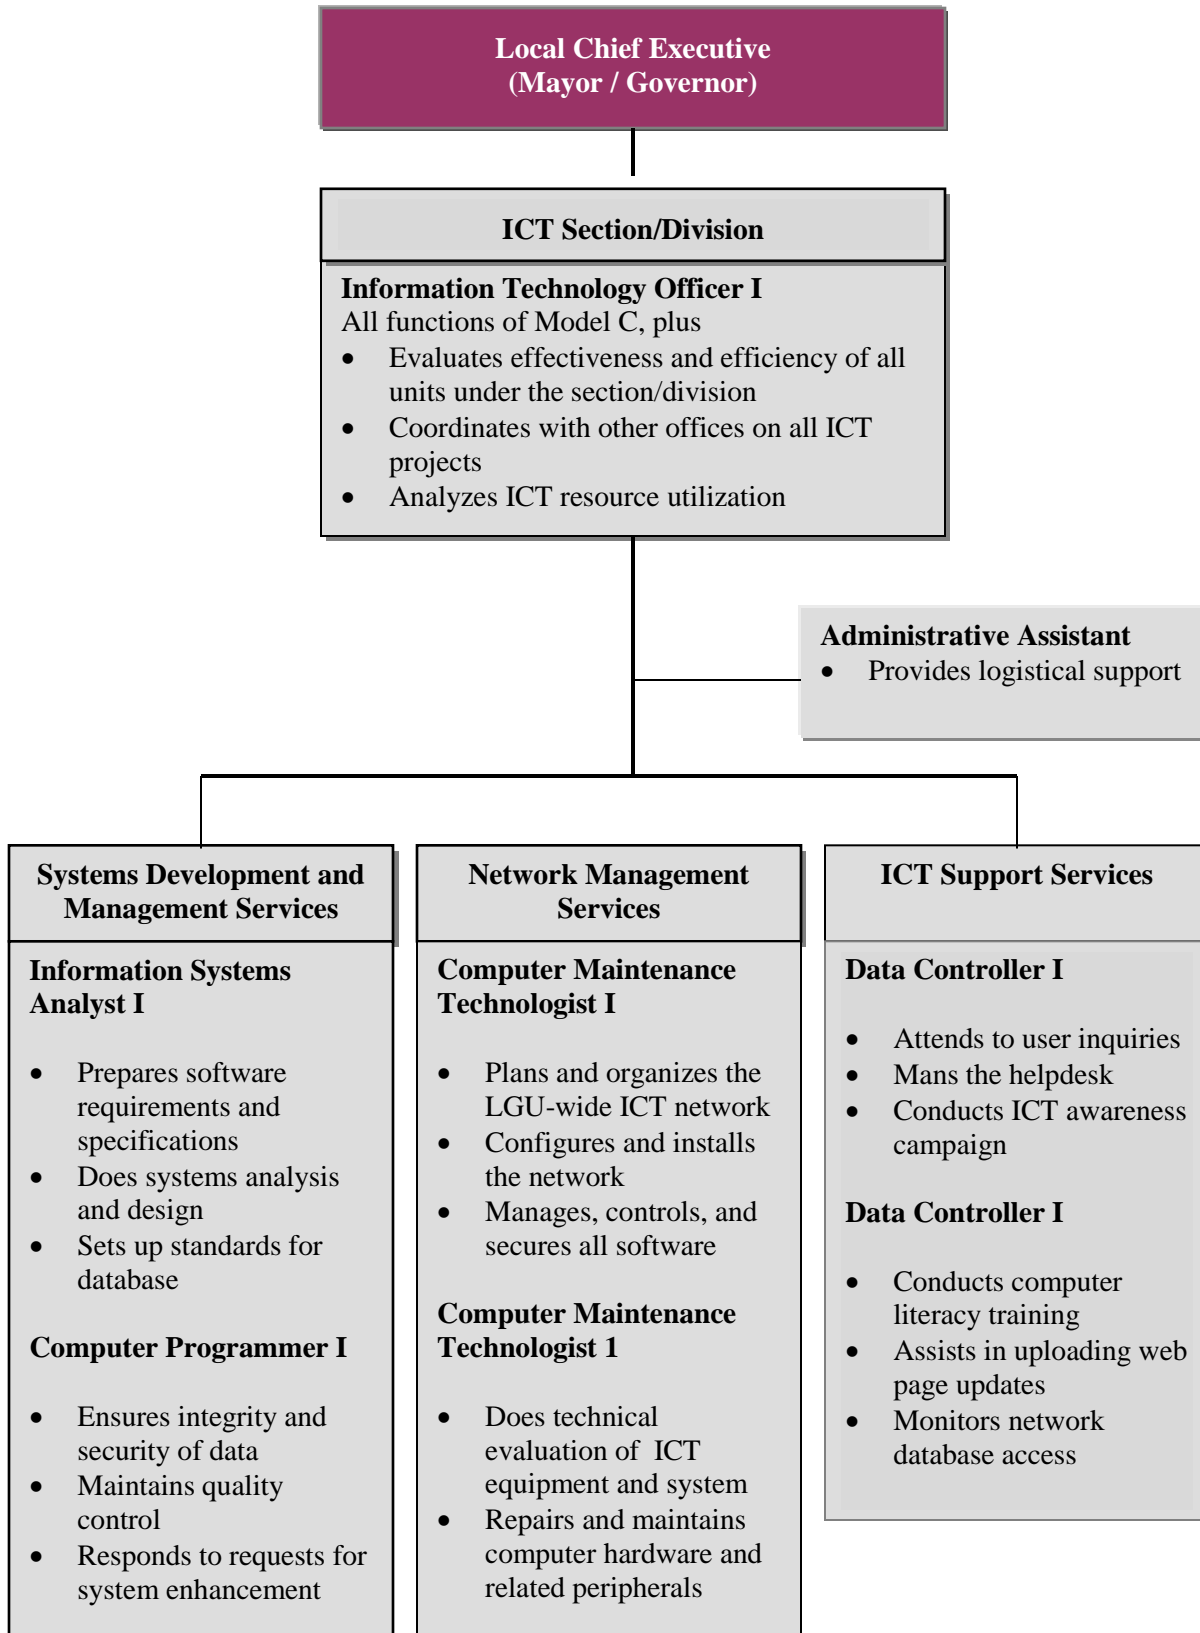 Local Chief Executive
(Mayor / Governor)
ICT Section/Division
Information Technology Officer I
All functions of Model C, plus
• Evaluates effectiveness and efficiency of all
units under the section/division
• Coordinates with other offices on all ICT
projects
• Analyzes ICT resource utilization
Administrative Assistant
• Provides logistical support
Systems Development and
Management Services
Information Systems
Analyst I
• Prepares software
requirements and
specifications
• Does systems analysis
and design
• Sets up standards for
database
Computer Programmer I
• Ensures integrity and
security of data
• Maintains quality
control
• Responds to requests for
system enhancement
Network Management
Services
Computer Maintenance
Technologist I
• Plans and organizes the
LGU-wide ICT network
• Configures and installs
the network
• Manages, controls, and
secures all software
Computer Maintenance
Technologist 1
• Does technical
evaluation of  ICT
equipment and system
• Repairs and maintains
computer hardware and
related peripherals
ICT Support Services
Data Controller I
• Attends to user inquiries
• Mans the helpdesk
• Conducts ICT awareness
campaign
Data Controller I
• Conducts computer
literacy training
• Assists in uploading web
page updates
• Monitors network
database access